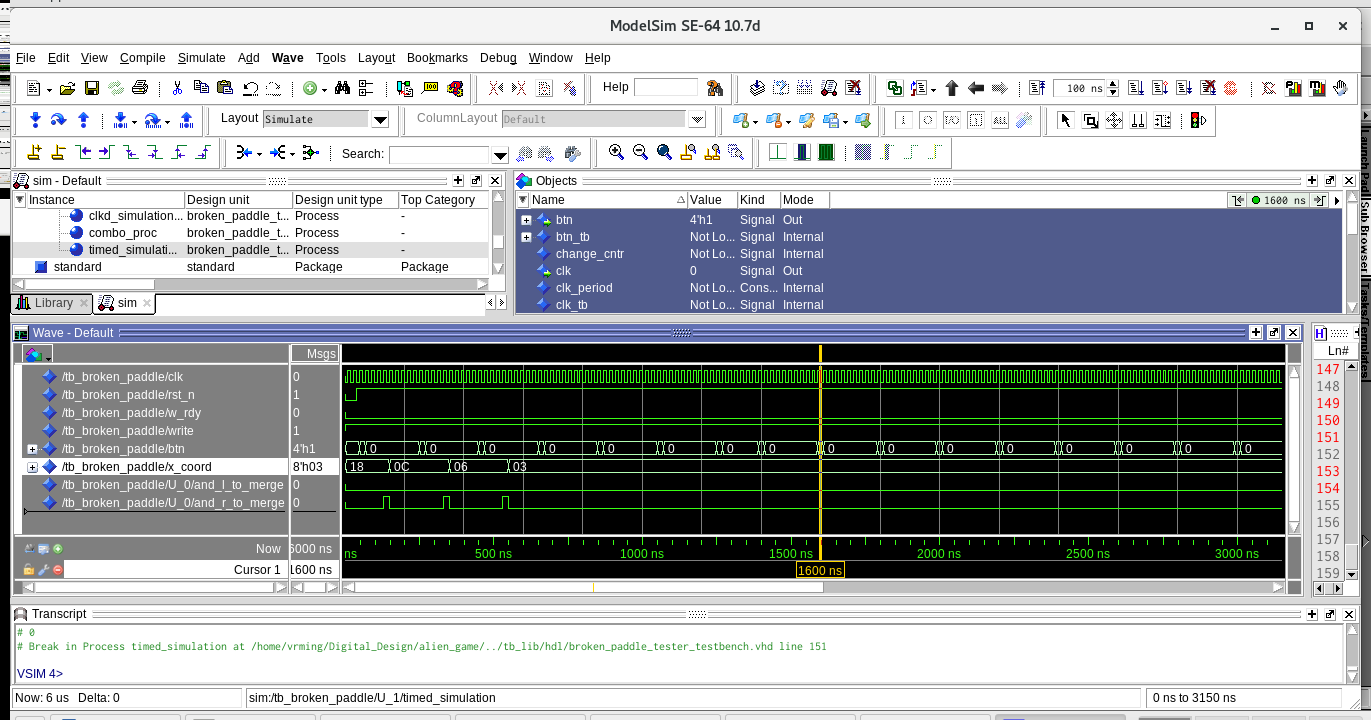 ModelSim SE-64 10.7d
File Edit View Compile Simulate Add Wave Tools Layout Bookmarks Debug Window Help
Help 100 ns
Layout Simulate ColumnLayout Default
Search:
sim - Default
Instance Design unit Design unit type Top Category
clkd_simulation... broken_paddle_t... Process -
combo_proc broken_paddle_t... Process -
timed_simulati... broken_paddle_t... Process -
standard standard Package Package
Library sim
Objects
Name Value Kind Mode 1600 ns
btn 4'h1 Signal Out
btn_tb Not Lo... Signal Internal
change_cntr Not Lo... Signal Internal
clk 0 Signal Out
clk_period Not Lo... Cons... Internal
clk_tb Not Lo... Signal Internal
Wave - Default
Msgs
/tb_broken_paddle/clk 0
/tb_broken_paddle/rst_n 1
/tb_broken_paddle/w_rdy 0
/tb_broken_paddle/write 1
/tb_broken_paddle/btn 4'h1 0 0 0 0 0 0 0 0 0 0 0 0 0 0 0 0
/tb_broken_paddle/x_coord 8'h03 18 0C 06 03
/tb_broken_paddle/U_0/and_l_to_merge 0
/tb_broken_paddle/U_0/and_r_to_merge 0
Now 6000 ns ns 500 ns 1000 ns 1500 ns 2000 ns 2500 ns 3000 ns
Cursor 1 1600 ns 1600 ns
Ln#
147
148
149
150
151
152
153
154
155
156
157
158
159
Transcript
# 0
# Break in Process timed_simulation at /home/vrming/Digital_Design/alien_game/../tb_lib/hdl/broken_paddle_tester_testbench.vhd line 151
VSIM 4>
Now: 6 us Delta: 0 sim:/tb_broken_paddle/U_1/timed_simulation 0 ns to 3150 ns
Sub Browser
Tasks/Templates